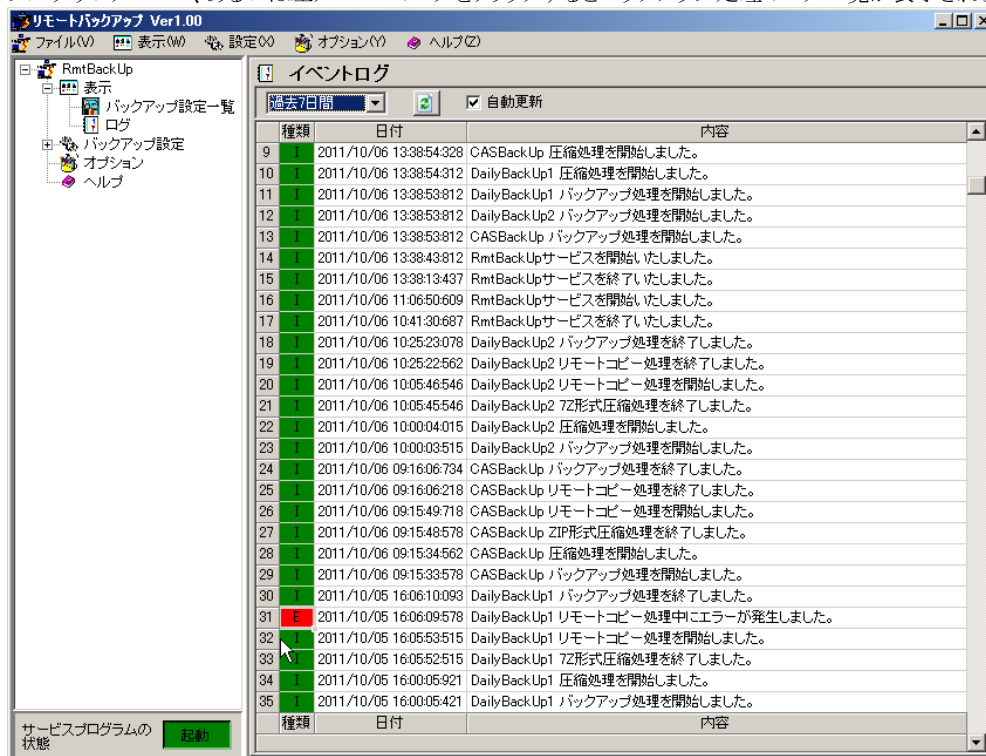 リモートバックアップ Ver1.00
ファイル(V) 表示(W) 設定(X) オプション(Y) ヘルプ(Z)
RmtBackUp
表示
バックアップ設定一覧
ログ
バックアップ設定
オプション
ヘルプ
イベントログ
過去7日間 自動更新
種類 日付 内容
9 I 2011/10/06 13:38:54:328 CASBackUp 圧縮処理を開始しました。
10 I 2011/10/06 13:38:54:312 DailyBackUp1 圧縮処理を開始しました。
11 I 2011/10/06 13:38:53:812 DailyBackUp1 バックアップ処理を開始しました。
12 I 2011/10/06 13:38:53:812 DailyBackUp2 バックアップ処理を開始しました。
13 I 2011/10/06 13:38:53:812 CASBackUp バックアップ処理を開始しました。
14 I 2011/10/06 13:38:43:812 RmtBackUpサービスを開始いたしました。
15 I 2011/10/06 13:38:13:437 RmtBackUpサービスを終了いたしました。
16 I 2011/10/06 11:06:50:609 RmtBackUpサービスを開始いたしました。
17 I 2011/10/06 10:41:30:687 RmtBackUpサービスを終了いたしました。
18 I 2011/10/06 10:25:23:078 DailyBackUp2 バックアップ処理を終了しました。
19 I 2011/10/06 10:25:22:562 DailyBackUp2 リモートコピー処理を終了しました。
20 I 2011/10/06 10:05:46:546 DailyBackUp2 リモートコピー処理を開始しました。
21 I 2011/10/06 10:05:45:546 DailyBackUp2 7Z形式圧縮処理を終了しました。
22 I 2011/10/06 10:00:04:015 DailyBackUp2 圧縮処理を開始しました。
23 I 2011/10/06 10:00:03:515 DailyBackUp2 バックアップ処理を開始しました。
24 I 2011/10/06 09:16:06:734 CASBackUp バックアップ処理を終了しました。
25 I 2011/10/06 09:16:06:218 CASBackUp リモートコピー処理を終了しました。
26 I 2011/10/06 09:15:49:718 CASBackUp リモートコピー処理を開始しました。
27 I 2011/10/06 09:15:48:578 CASBackUp ZIP形式圧縮処理を終了しました。
28 I 2011/10/06 09:15:34:562 CASBackUp 圧縮処理を開始しました。
29 I 2011/10/06 09:15:33:578 CASBackUp バックアップ処理を開始しました。
30 I 2011/10/05 16:06:10:093 DailyBackUp1 バックアップ処理を終了しました。
31 E 2011/10/05 16:06:09:578 DailyBackUp1 リモートコピー処理中にエラーが発生しました。
32 I 2011/10/05 16:05:53:515 DailyBackUp1 リモートコピー処理を開始しました。
33 I 2011/10/05 16:05:52:515 DailyBackUp1 7Z形式圧縮処理を終了しました。
34 I 2011/10/05 16:00:05:921 DailyBackUp1 圧縮処理を開始しました。
35 I 2011/10/05 16:00:05:421 DailyBackUp1 バックアップ処理を開始しました。
種類 日付 内容
サービスプログラムの
状態 起動